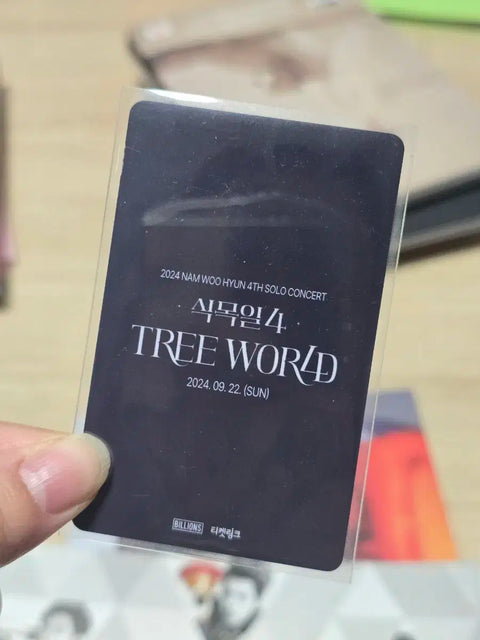 2024 NAM WOO HYUN 4TH SOLO CONCERT
식목일4
TREE WOR4D
2024. 09. 22. (SUN)
BILLIONS 티켓링크